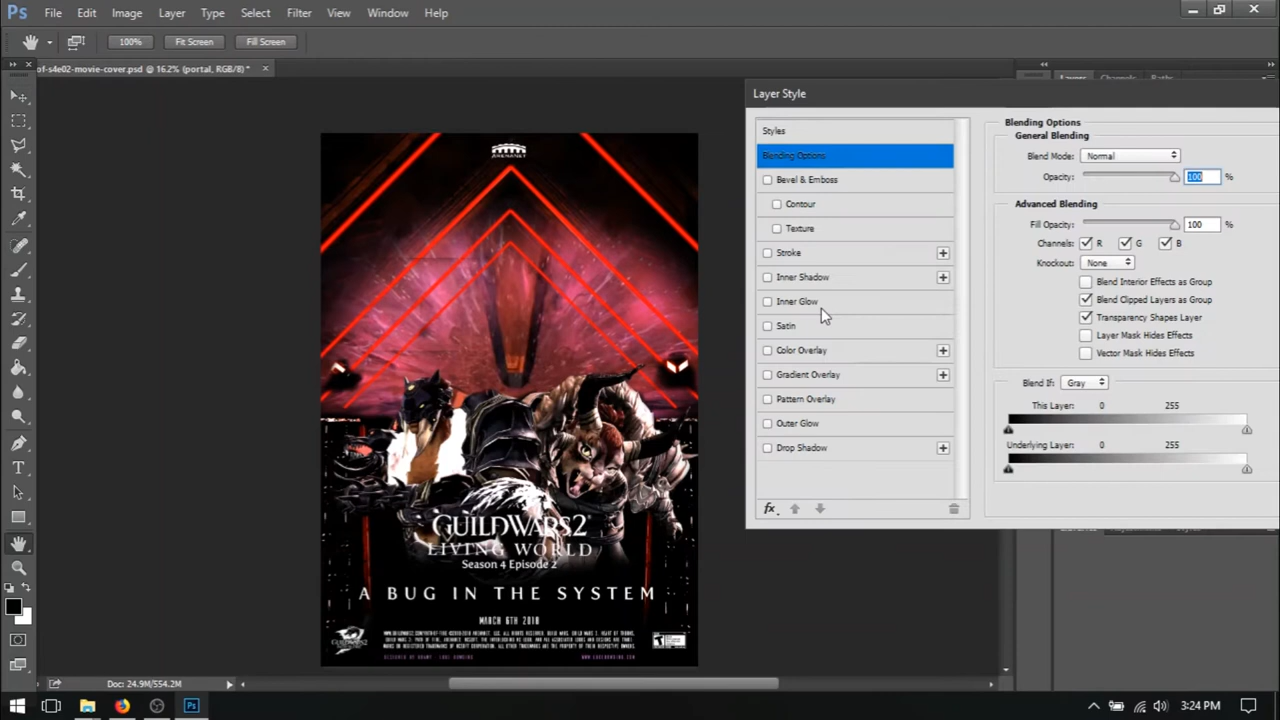 Ps File Edit Image Layer Type Select Filter View Window Help
100% Fit Screen Fill Screen
of-s4e02-movie-cover.psd @ 16.2% (portal, RGB/8) *
Layers Channels Paths
Layer Style
Styles
Blending Options
Bevel & Emboss
Contour
Texture
Stroke
Inner Shadow
Inner Glow
Satin
Color Overlay
Gradient Overlay
Pattern Overlay
Outer Glow
Drop Shadow
fx
Blending Options
General Blending
Blend Mode: Normal
Opacity: 100 %
Advanced Blending
Fill Opacity: 100 %
Channels: R G B
Knockout: None
Blend Interior Effects as Group
Blend Clipped Layers as Group
Transparency Shapes Layer
Layer Mask Hides Effects
Vector Mask Hides Effects
Blend If: Gray
This Layer: 0 255
Underlying Layer: 0 255
ARENANET
GUILDWARS2
LIVING WORLD
Season 4 Episode 2
A BUG IN THE SYSTEM
MARCH 6TH 2018
Doc: 24.9M/554.2M
Ps
3:24 PM